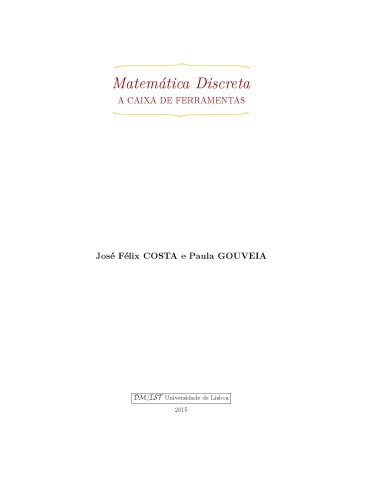 Matemática Discreta
A CAIXA DE FERRAMENTAS
José Félix COSTA e Paula GOUVEIA
DM/IST Universidade de Lisboa
2015